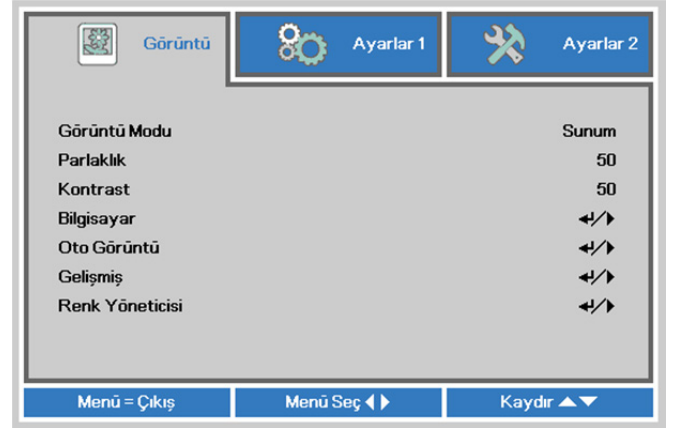 Görüntü Ayarlar 1 Ayarlar 2
Görüntü Modu Sunum
Parlaklık 50
Kontrast 50
Bilgisayar
Oto Görüntü
Gelişmiş
Renk Yöneticisi
Menü = Çıkış Menü Seç Kaydır